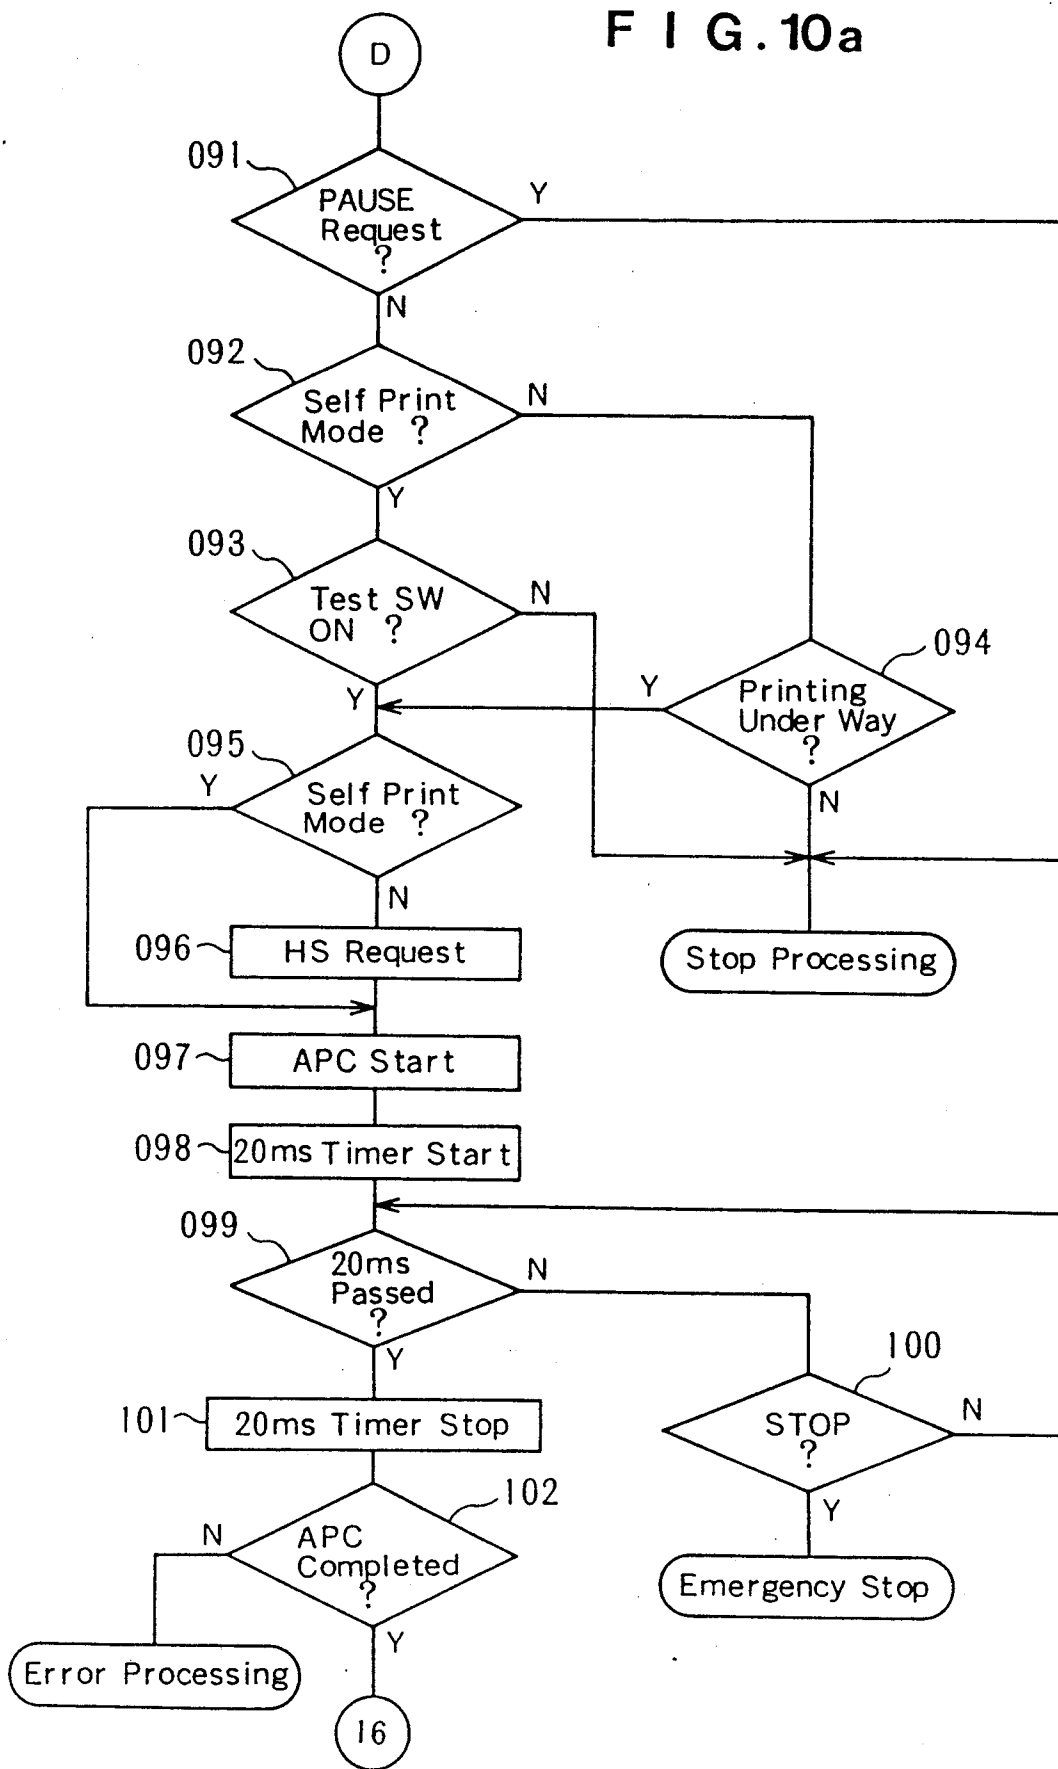 FIG.10a
D
091
PAUSE
Request
?
Y
N
092
Self Print
Mode ?
N
Y
093
Test SW
ON ?
N
Y
094
Printing
Under Way
?
Y
N
095
Self Print
Mode ?
Y
N
096
HS Request
Stop Processing
097
APC Start
098
20ms Timer Start
099
20ms
Passed
?
N
Y
100
STOP
?
N
Y
101
20ms Timer Stop
102
APC
Completed
?
N
Y
Emergency Stop
Error Processing
16